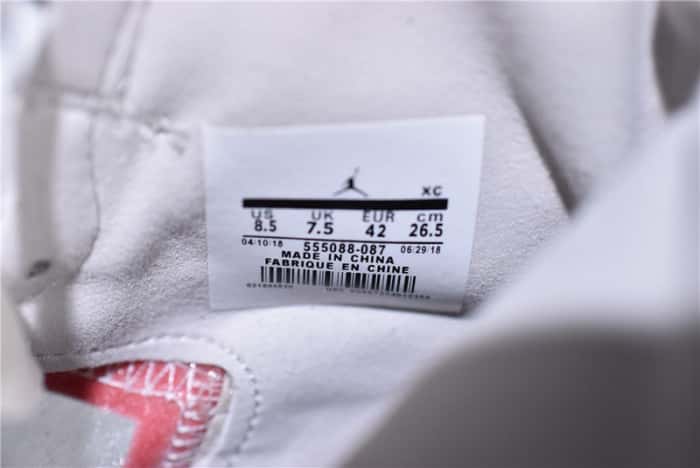 XC
US UK EUR cm
8.5 7.5 42 26.5
04/10/18 555088-087 06/29/18
MADE IN CHINA
FABRIQUE EN CHINE